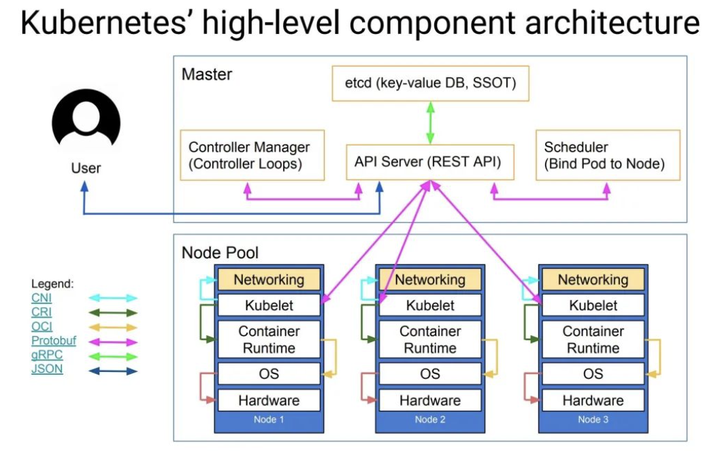 Kubernetes’ high-level component architecture
Master
etcd (key-value DB, SSOT)
User
Controller Manager
(Controller Loops)
API Server (REST API)
Scheduler
(Bind Pod to Node)
Node Pool
Legend:
CNI
CRI
OCI
Protobuf
gRPC
JSON
Networking
Kubelet
Container
Runtime
OS
Hardware
Node 1
Networking
Kubelet
Container
Runtime
OS
Hardware
Node 2
Networking
Kubelet
Container
Runtime
OS
Hardware
Node 3